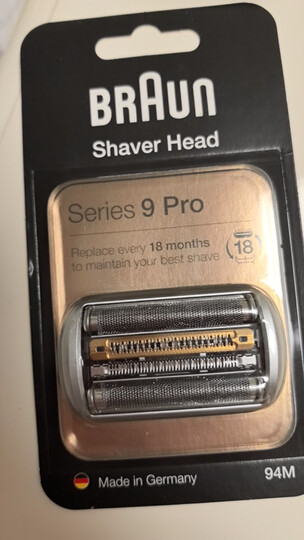 BRAUN
Shaver Head
Series 9 Pro
Replace every 18 months
to maintain your best shave
18
Made in Germany
94M